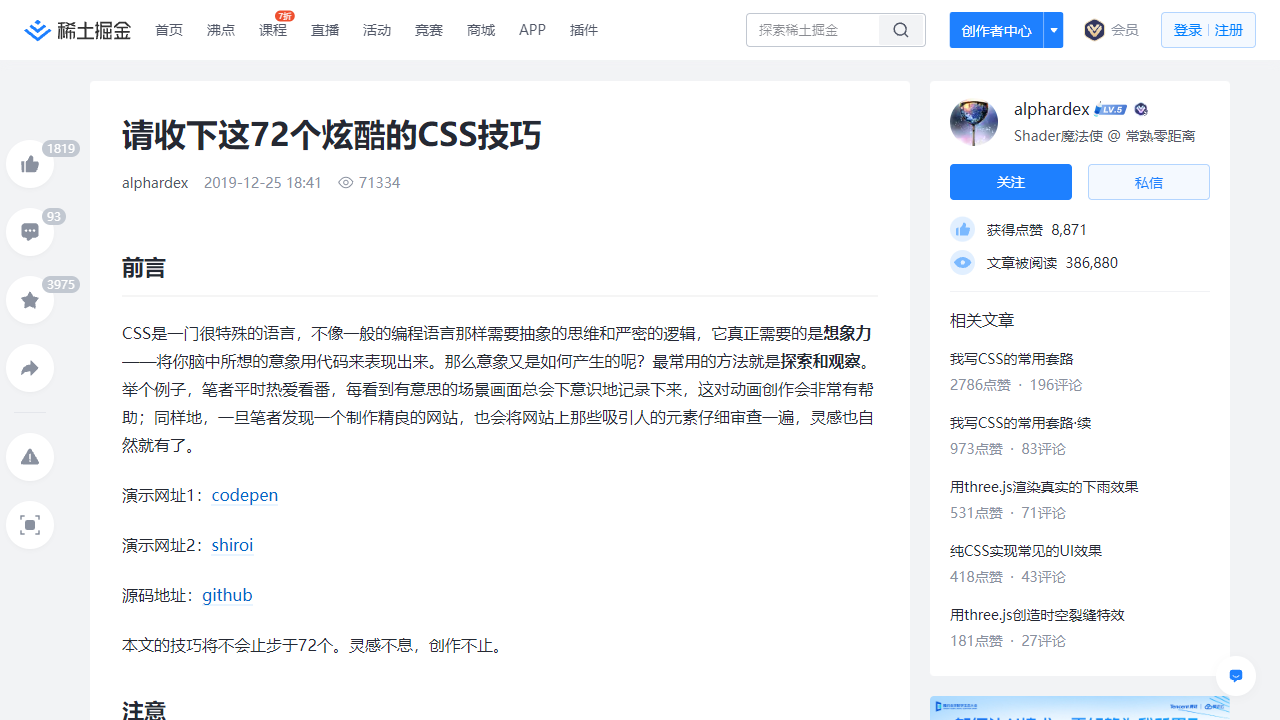 稀土掘金
首页
沸点
课程
7折
直播
活动
竞赛
商城
APP
插件
探索稀土掘金
创作者中心
会员
登录
注册
1819
93
3975
请收下这72个炫酷的CSS技巧
alphardex 2019-12-25 18:41 71334
前言
CSS是一门很特殊的语言，不像一般的编程语言那样需要抽象的思维和严密的逻辑，它真正需要的是想象力
——将你脑中所想的意象用代码来表现出来。那么意象又是如何产生的呢？最常用的方法就是探索和观察。
举个例子，笔者平时热爱看番，每看到有意思的场景画面总会下意识地记录下来，这对动画创作会非常有帮
助；同样地，一旦笔者发现一个制作精良的网站，也会将网站上那些吸引人的元素仔细审查一遍，灵感也自
然就有了。
演示网址1：codepen
演示网址2：shiroi
源码地址：github
本文的技巧将不会止步于72个。灵感不息，创作不止。
注意
alphardex LV.5
Shader魔法使 @ 常熟零距离
关注
私信
获得点赞 8,871
文章被阅读 386,880
相关文章
我写CSS的常用套路
2786点赞 · 196评论
我写CSS的常用套路·续
973点赞 · 83评论
用three.js渲染真实的下雨效果
531点赞 · 71评论
纯CSS实现常见的UI效果
418点赞 · 43评论
用three.js创造时空裂缝特效
181点赞 · 27评论